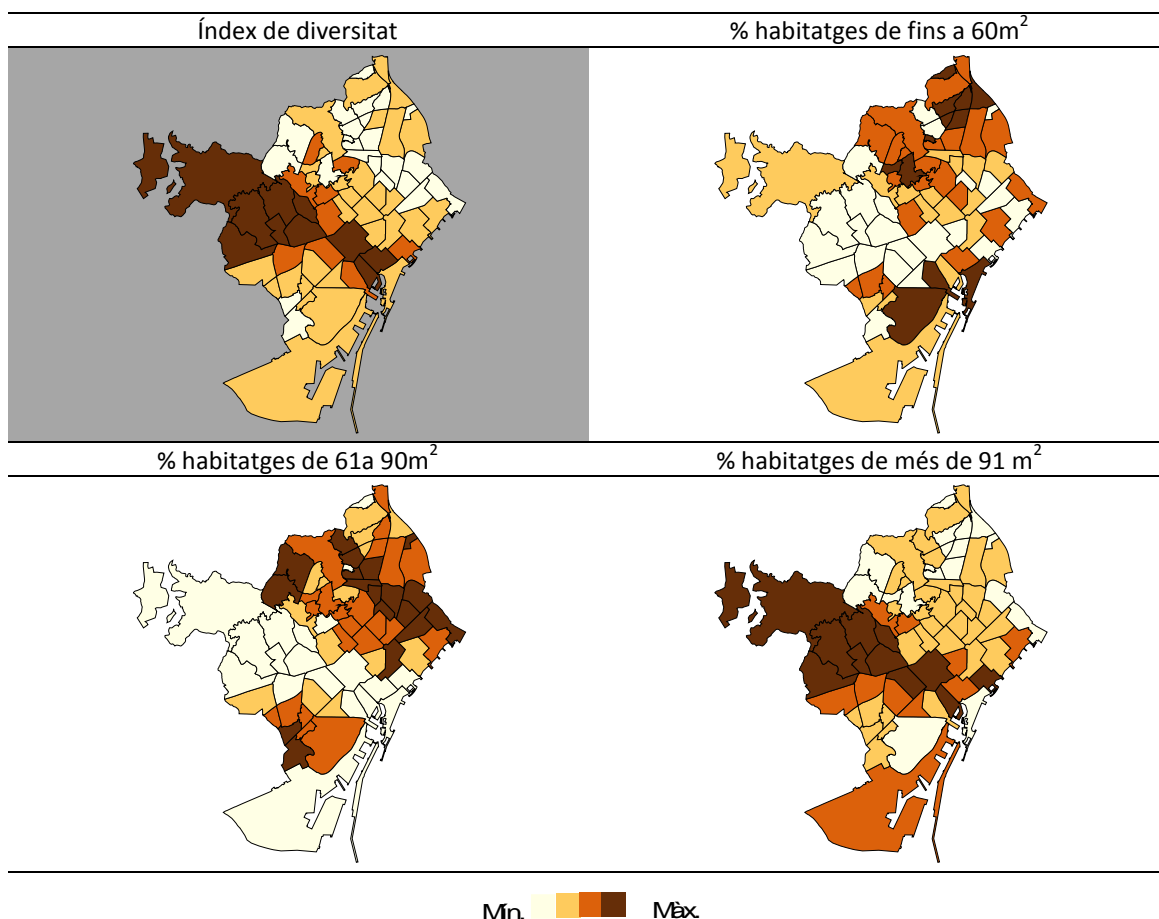 Índex de diversitat
% habitatges de fins a 60m²
% habitatges de 61a 90m²
% habitatges de més de 91 m²
Mín. Màx.